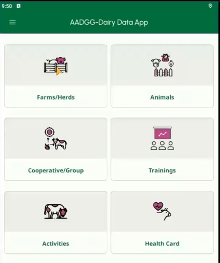 9:50
AADGG-Dairy Data App
Farms/Herds
Animals
Cooperative/Group
Trainings
Activities
Health Card